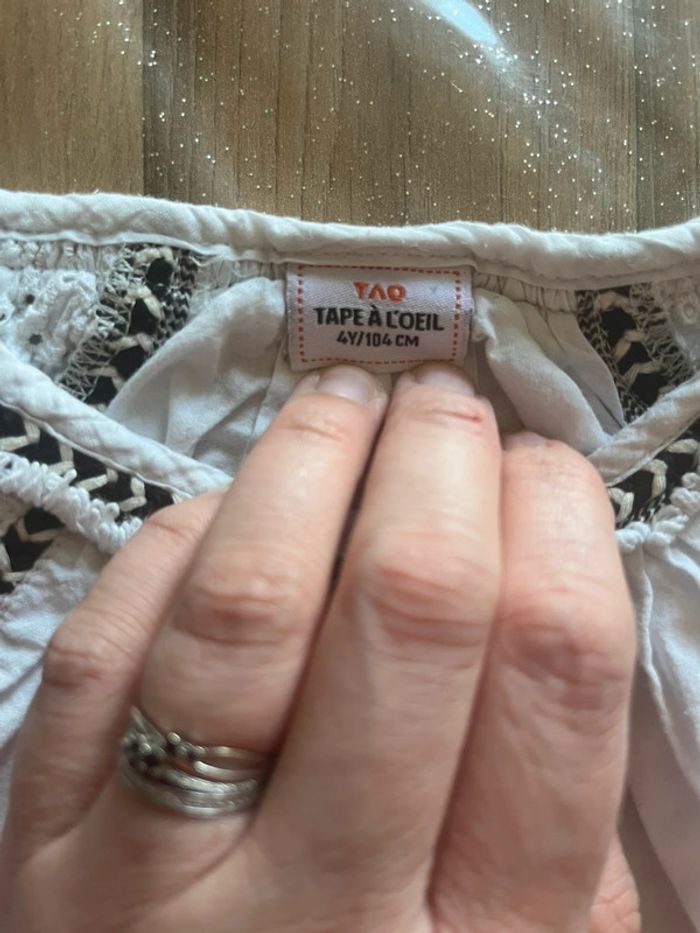 TAO
TAPE À L'OEIL
4Y/104 CM